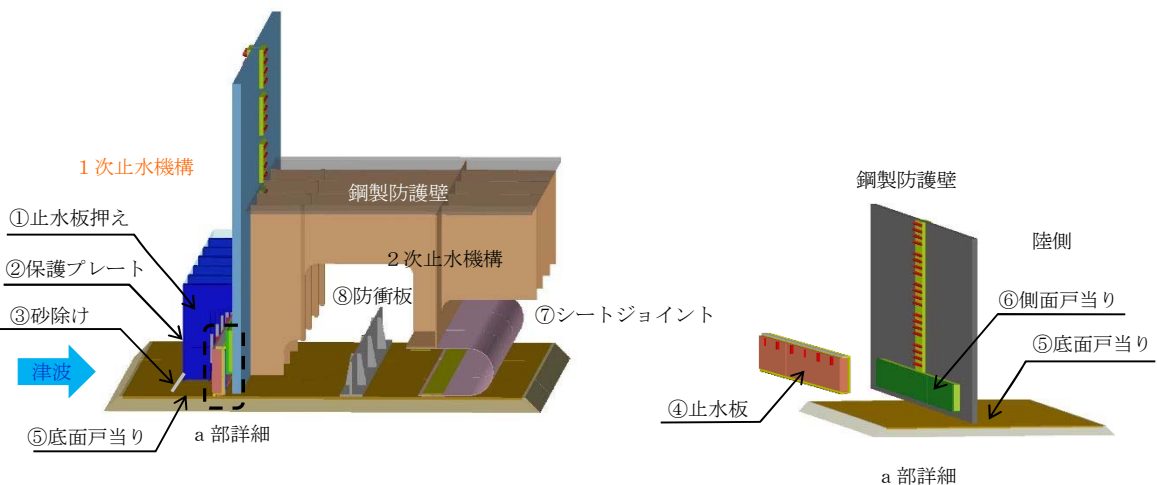 1次止水機構
鋼製防護壁
①止水板押え
②保護プレート
2次止水機構
⑧防衝板
③砂除け
⑦シートジョイント
津波
⑤底面戸当り
a部詳細
鋼製防護壁
陸側
⑥側面戸当り
⑤底面戸当り
④止水板
a部詳細